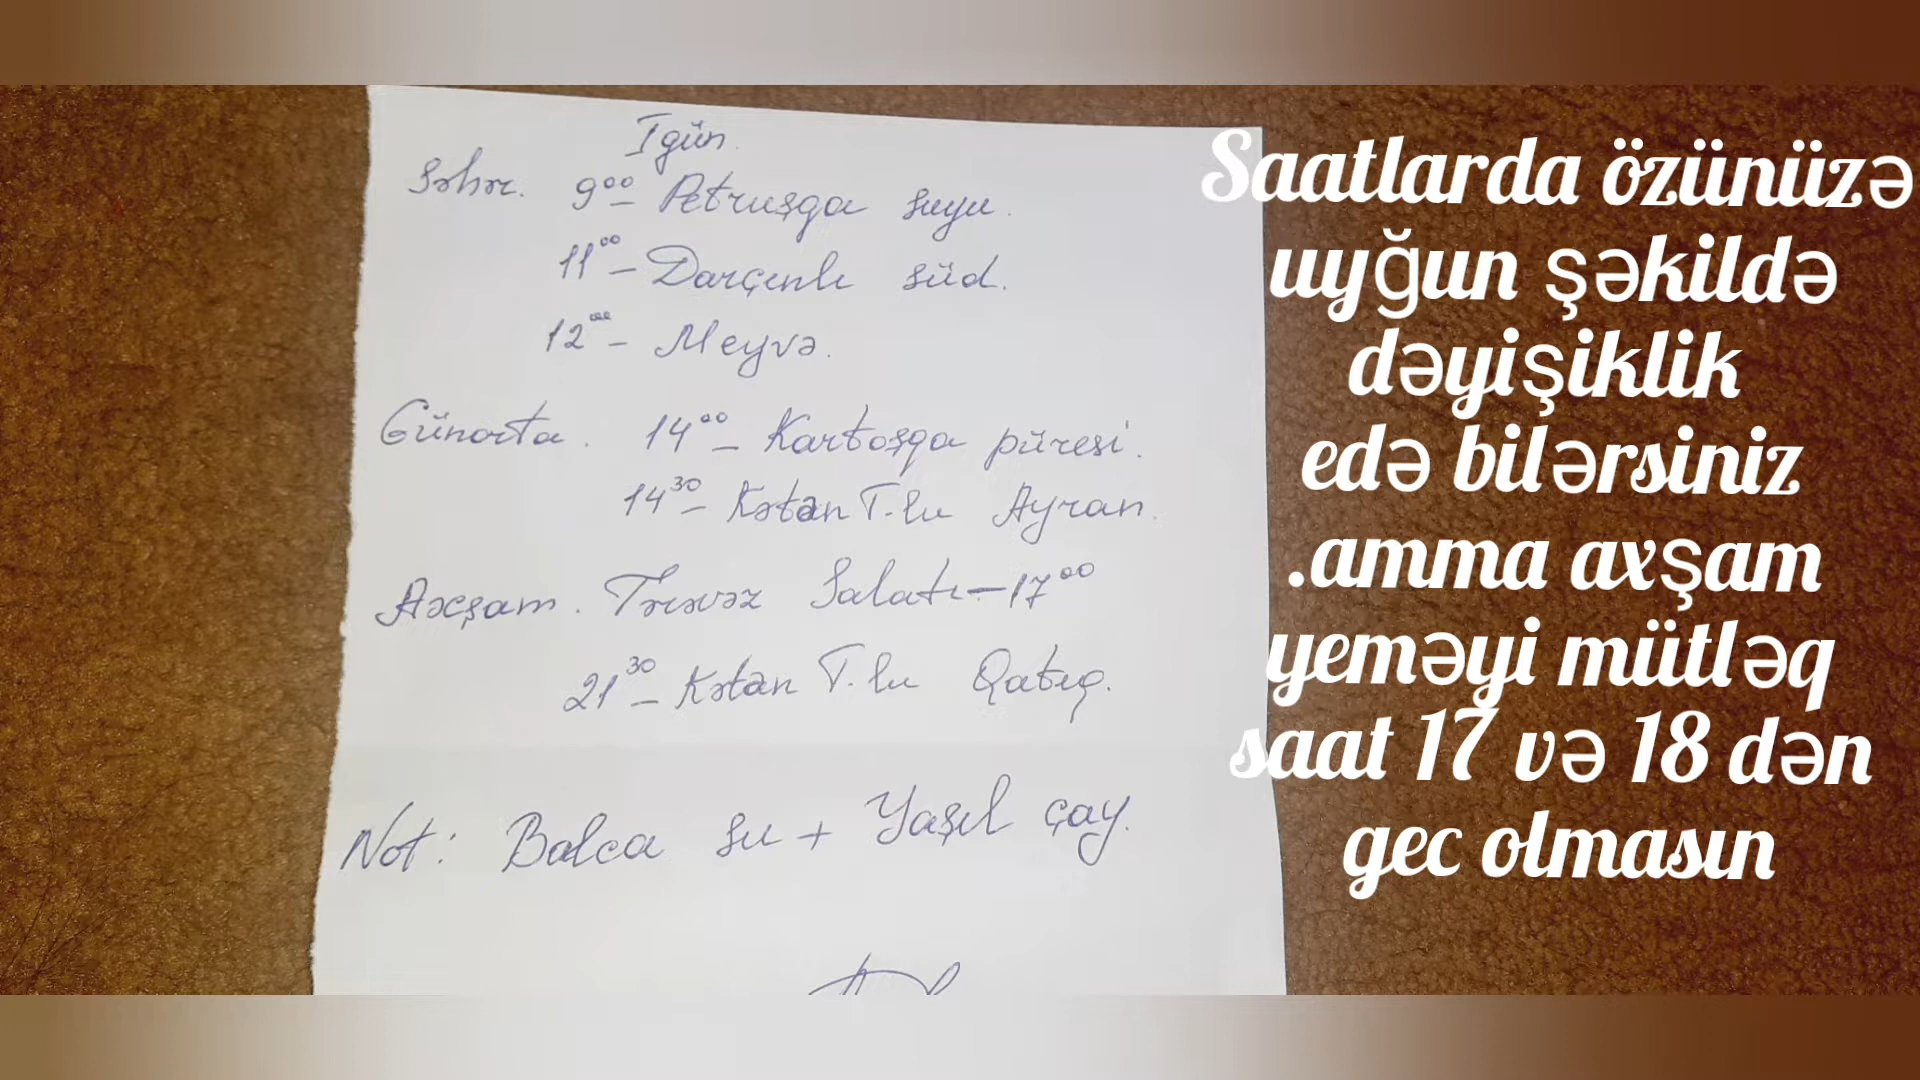 I gün.
Səhər. 9⁰⁰ – Petruşqa suyu.
11⁰⁰ – Darçınlı süd.
12⁰⁰ – Meyvə.
Günorta. 14⁰⁰ – Kartoşqa püresi.
14³⁰ – Kətan T.lu Ayran.
Axşam. Tərəvəz Salatı – 17⁰⁰
21³⁰ – Kətan T.lu Qatıq.
Not: Bolca su + Yaşıl çay.
Saatlarda özünüzə
uyğun şəkildə
dəyişiklik
edə bilərsiniz
.amma axşam
yeməyi mütləq
saat 17 və 18 dən
gec olmasın